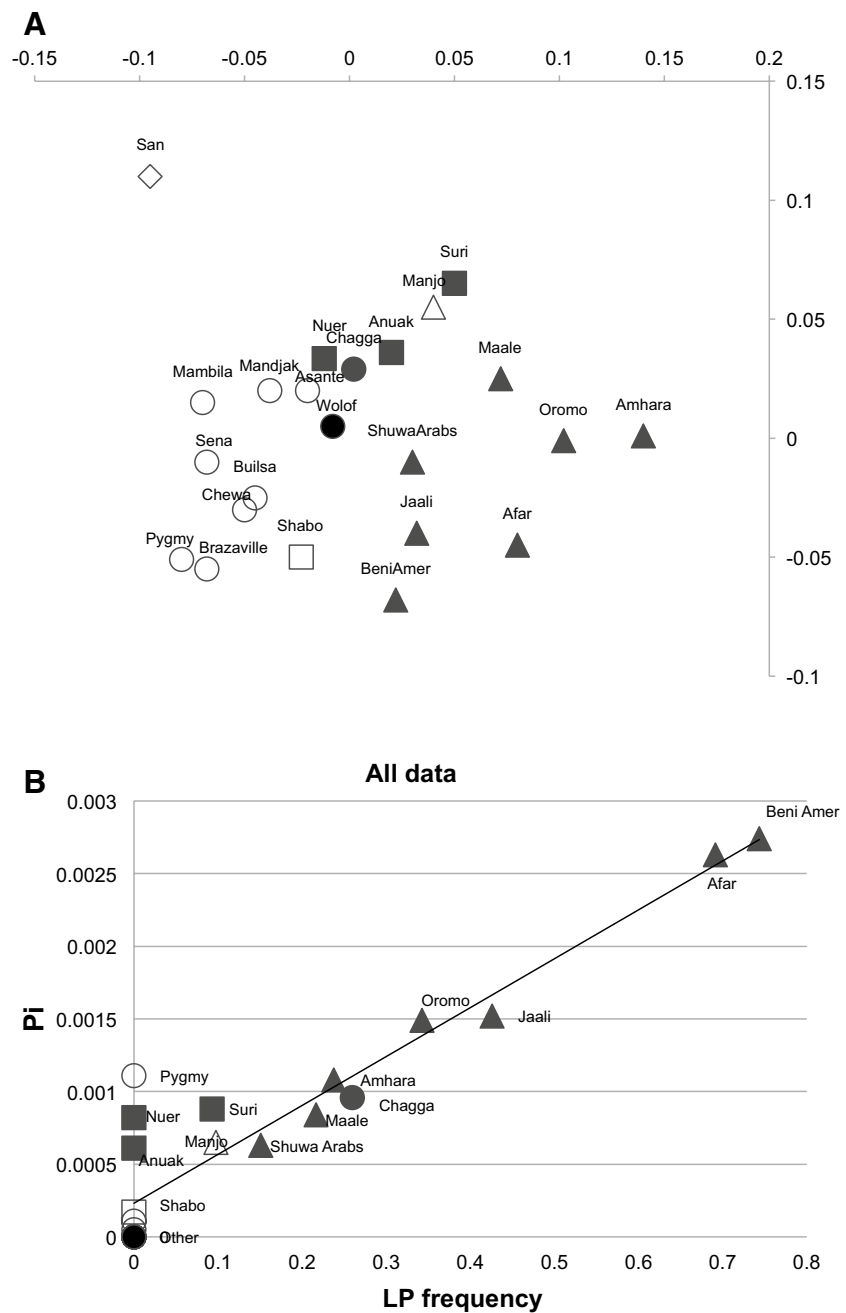 A
-0.15 -0.1 -0.05 0 0.05 0.1 0.15 0.2
0.15
San
0.1
Suri
Manjo
0.05
Nuer Anuak
Chagga
Maale
Mambila Mandjak Asante
Wolof Oromo Amhara
0
Sena ShuwaArabs
Builsa
Chewa Jaali
Shabo Afar
Pygmy Brazaville
-0.05
BeniAmer
-0.1
B All data
0.003
Beni Amer
0.0025
Afar
0.002
Oromo
0.0015 Jaali
Pi
0.001 Pygmy Amhara
Nuer Suri Chagga
Maale
Manjo Shuwa Arabs
0.0005 Anuak
Shabo
0 Other
0 0.1 0.2 0.3 0.4 0.5 0.6 0.7 0.8
LP frequency